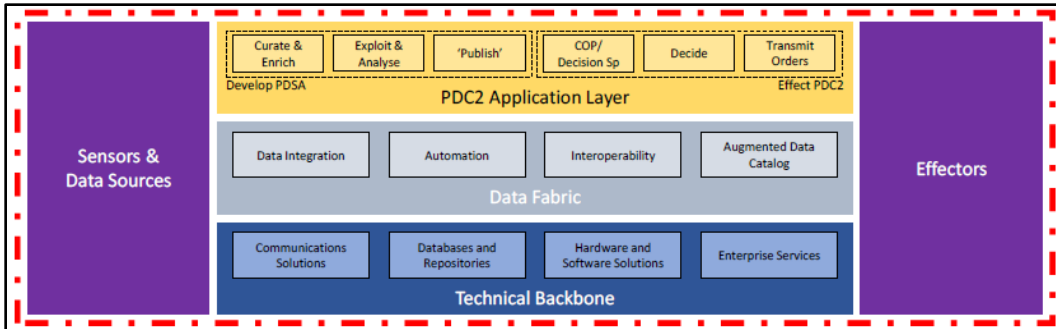 Sensors &
Data Sources
Curate &
Enrich
Exploit &
Analyse
'Publish'
COP/
Decision Sp
Decide
Transmit
Orders
Develop PDSA
Effect PDC2
PDC2 Application Layer
Data Integration
Automation
Interoperability
Augmented Data
Catalog
Data Fabric
Communications
Solutions
Databases and
Repositories
Hardware and
Software Solutions
Enterprise Services
Technical Backbone
Effectors